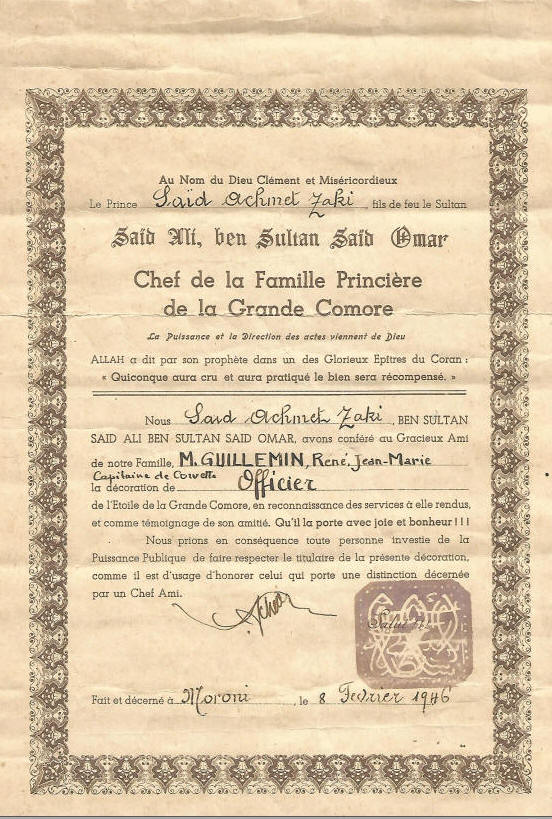 Au Nom du Dieu Clément et Miséricordieux
Le Prince Saïd Achmet Zaki, fils de feu le Sultan
Saïd Ali, ben Sultan Saïd Omar
Chef de la Famille Princière
de la Grande Comore
La Puissance et la Direction des actes viennent de Dieu
ALLAH a dit par son prophète dans un des Glorieux Epîtres du Coran :
« Quiconque aura cru et aura pratiqué le bien sera récompensé. »
Nous Said Achmet Zaki, BEN SULTAN
SAID ALI BEN SULTAN SAID OMAR, avons conféré au Gracieux Ami
de notre Famille, M. GUILLEMIN, René, Jean-Marie
Capitaine de Corvette
la décoration de Officier
de l'Etoile de la Grande Comore, en reconnaissance des services à elle rendus,
et comme témoignage de son amitié. Qu'il la porte avec joie et bonheur !!!
Nous prions en conséquence toute personne investie de la
Puissance Publique de faire respecter le titulaire de la présente décoration,
comme il est d'usage d'honorer celui qui porte une distinction décernée
par un Chef Ami.
Fait et décerné à Moroni, le 8 Fevrier 1946